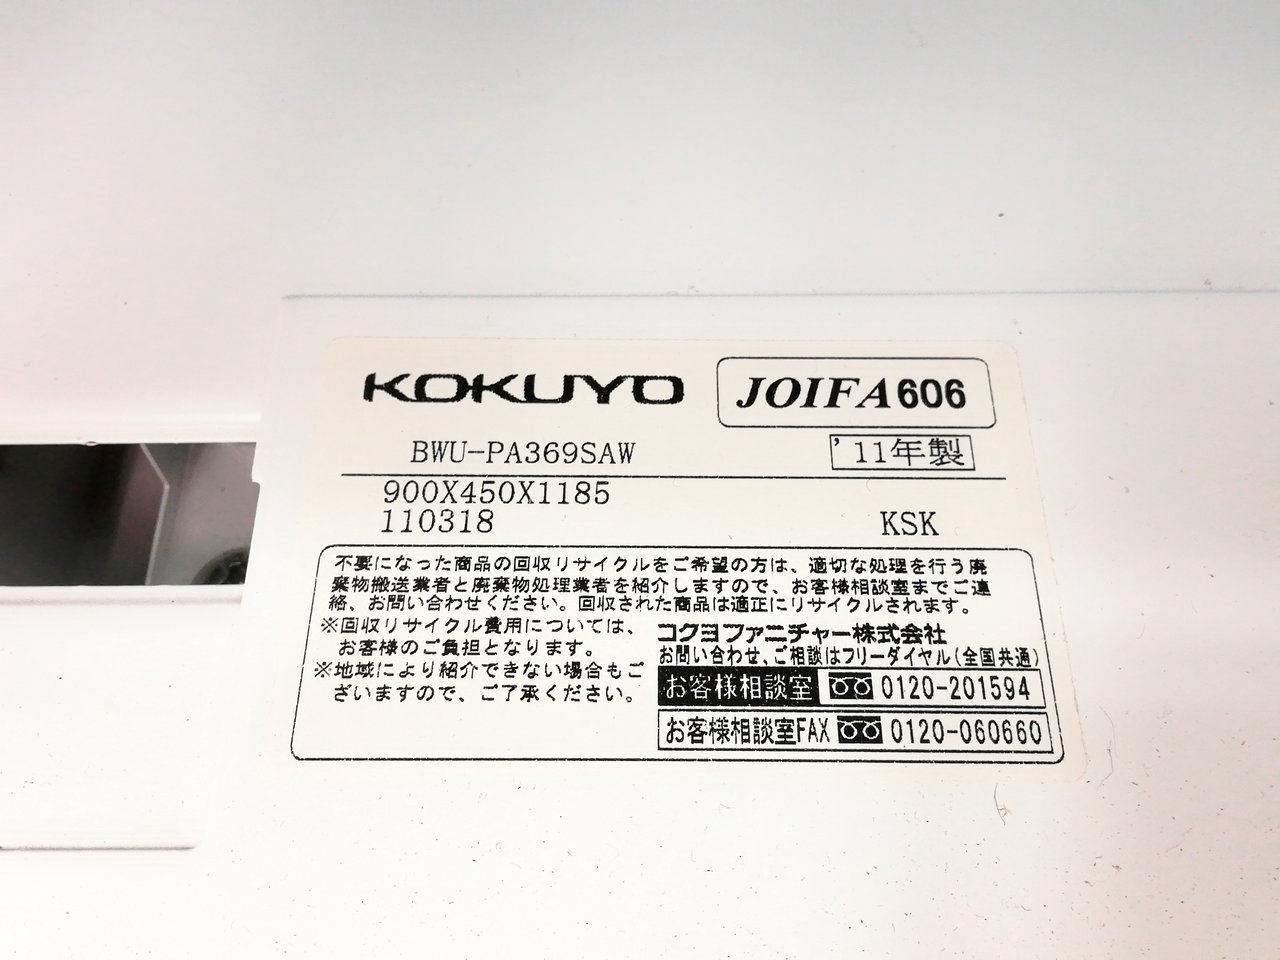 KOKUYO
JOIFA606
BWU-PA369SAW
'11年製
900X450X1185
110318
KSK
不要になった商品の回収リサイクルをご希望の方は、適切な処理を行う廃
棄物搬送業者と廃棄物処理業者を紹介しますので、お客様相談室までご連
絡、お問い合わせください。回収された商品は適正にリサイクルされます。
※回収リサイクル費用については、
お客様のご負担となります。
※地域により紹介できない場合もご
ざいますので、ご了承ください。
コクヨファニチャー株式会社
お問い合わせ、ご相談はフリーダイヤル(全国共通)
お客様相談室 0120-201594
お客様相談室FAX 0120-060660